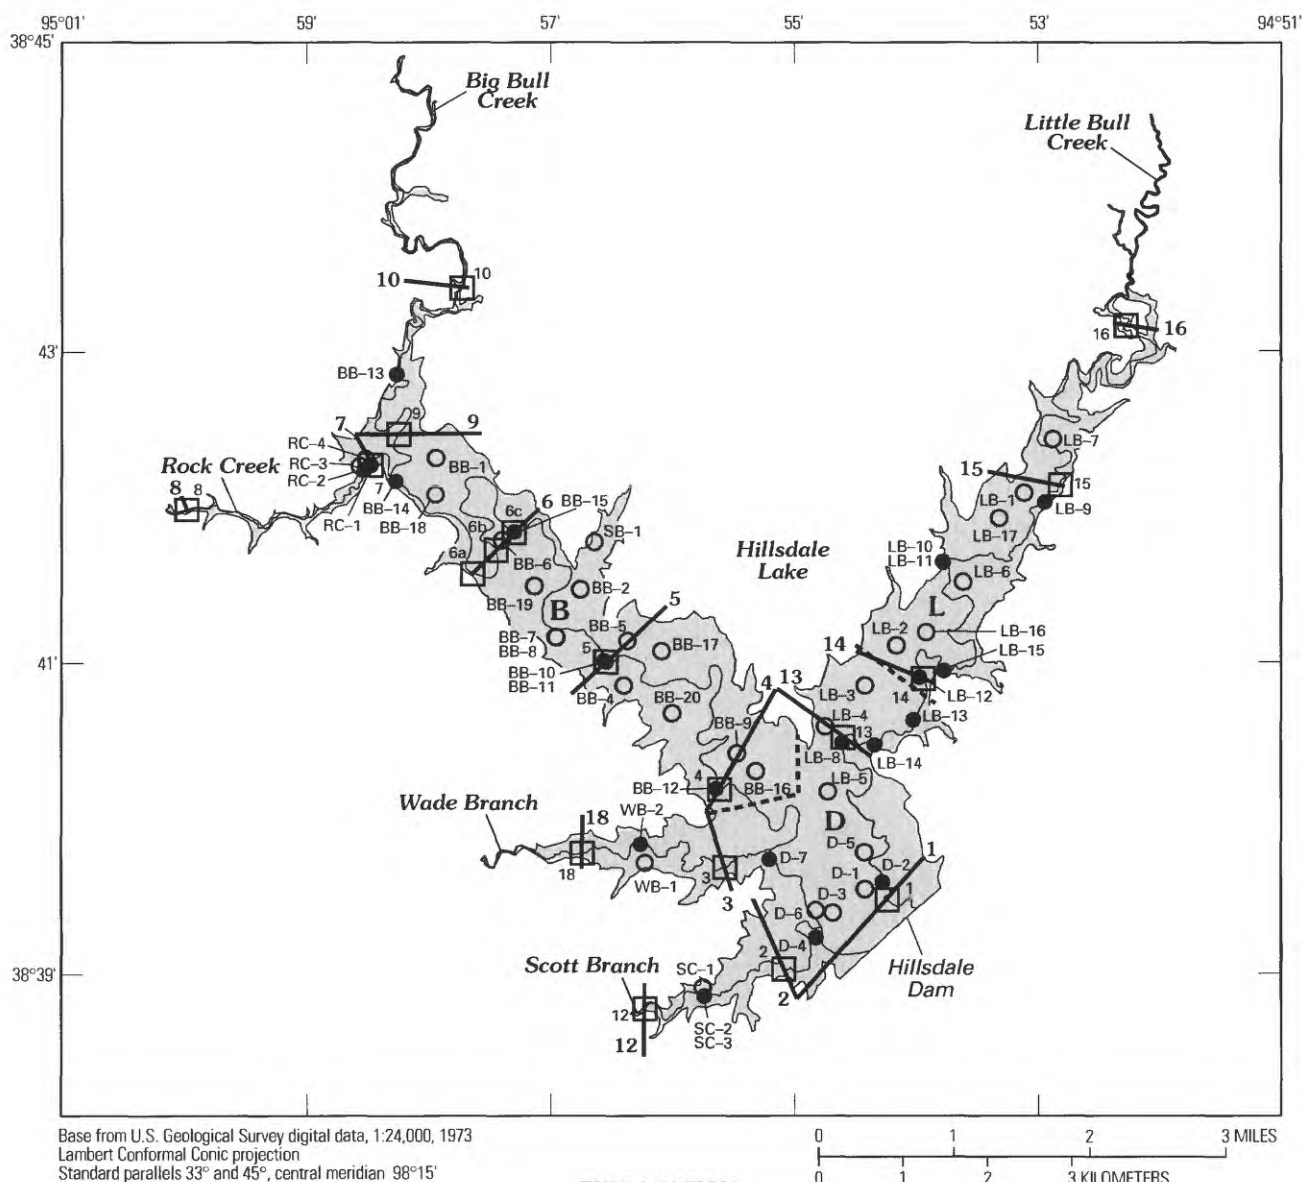 95°01'
59'
57'
55'
53'
94°51'
38°45'
Big Bull
Creek
Little Bull
Creek
10
10
43'
16
16
BB–13
7
9
9
RC–4
RC–3
RC–2
Rock Creek
BB–1
LB–7
8
8
7
15
15
LB–1
LB–9
RC–1
BB–14
BB–18
6
BB–15
6c
6b
SB–1
LB–17
6a
BB–6
Hillsdale
Lake
LB–10
LB–11
LB–6
BB–19
BB–2
B
5
L
BB–7
BB–8
BB–5
BB–17
LB–2
LB–16
LB–15
41'
5
14
BB–10
BB–11
BB–4
BB–20
4
13
LB–3
14
LB–12
LB–13
BB–9
LB–4
13
LB–8
LB–14
4
BB–12
BB–16
LB–5
Wade Branch
WB–2
18
D
18
WB–1
3
3
D–7
D–5
D–2
1
D–1
1
D–3
D–6
D–4
38°39'
Scott Branch
SC–1
2
2
Hillsdale
Dam
12
12
SC–2
SC–3
Base from U.S. Geological Survey digital data, 1:24,000, 1973
Lambert Conformal Conic projection
Standard parallels 33° and 45°, central meridian 98°15'
0 1 2 3 MILES
0 1 2 3 KILOMETERS